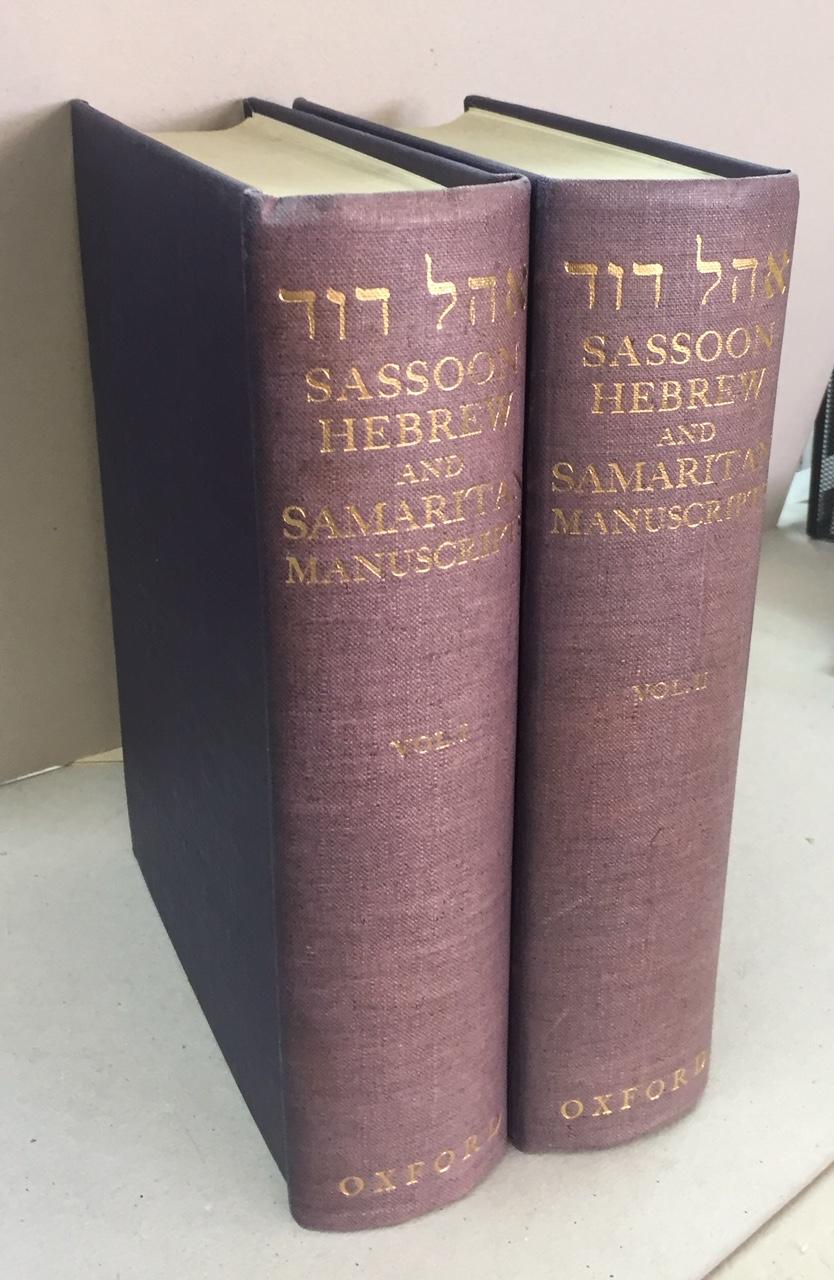 אהל דוד
SASSOON
HEBREW
AND
SAMARITAN
MANUSCRIPTS
VOL. I
OXFORD
אהל דוד
SASSOON
HEBREW
AND
SAMARITAN
MANUSCRIPTS
VOL. II
OXFORD